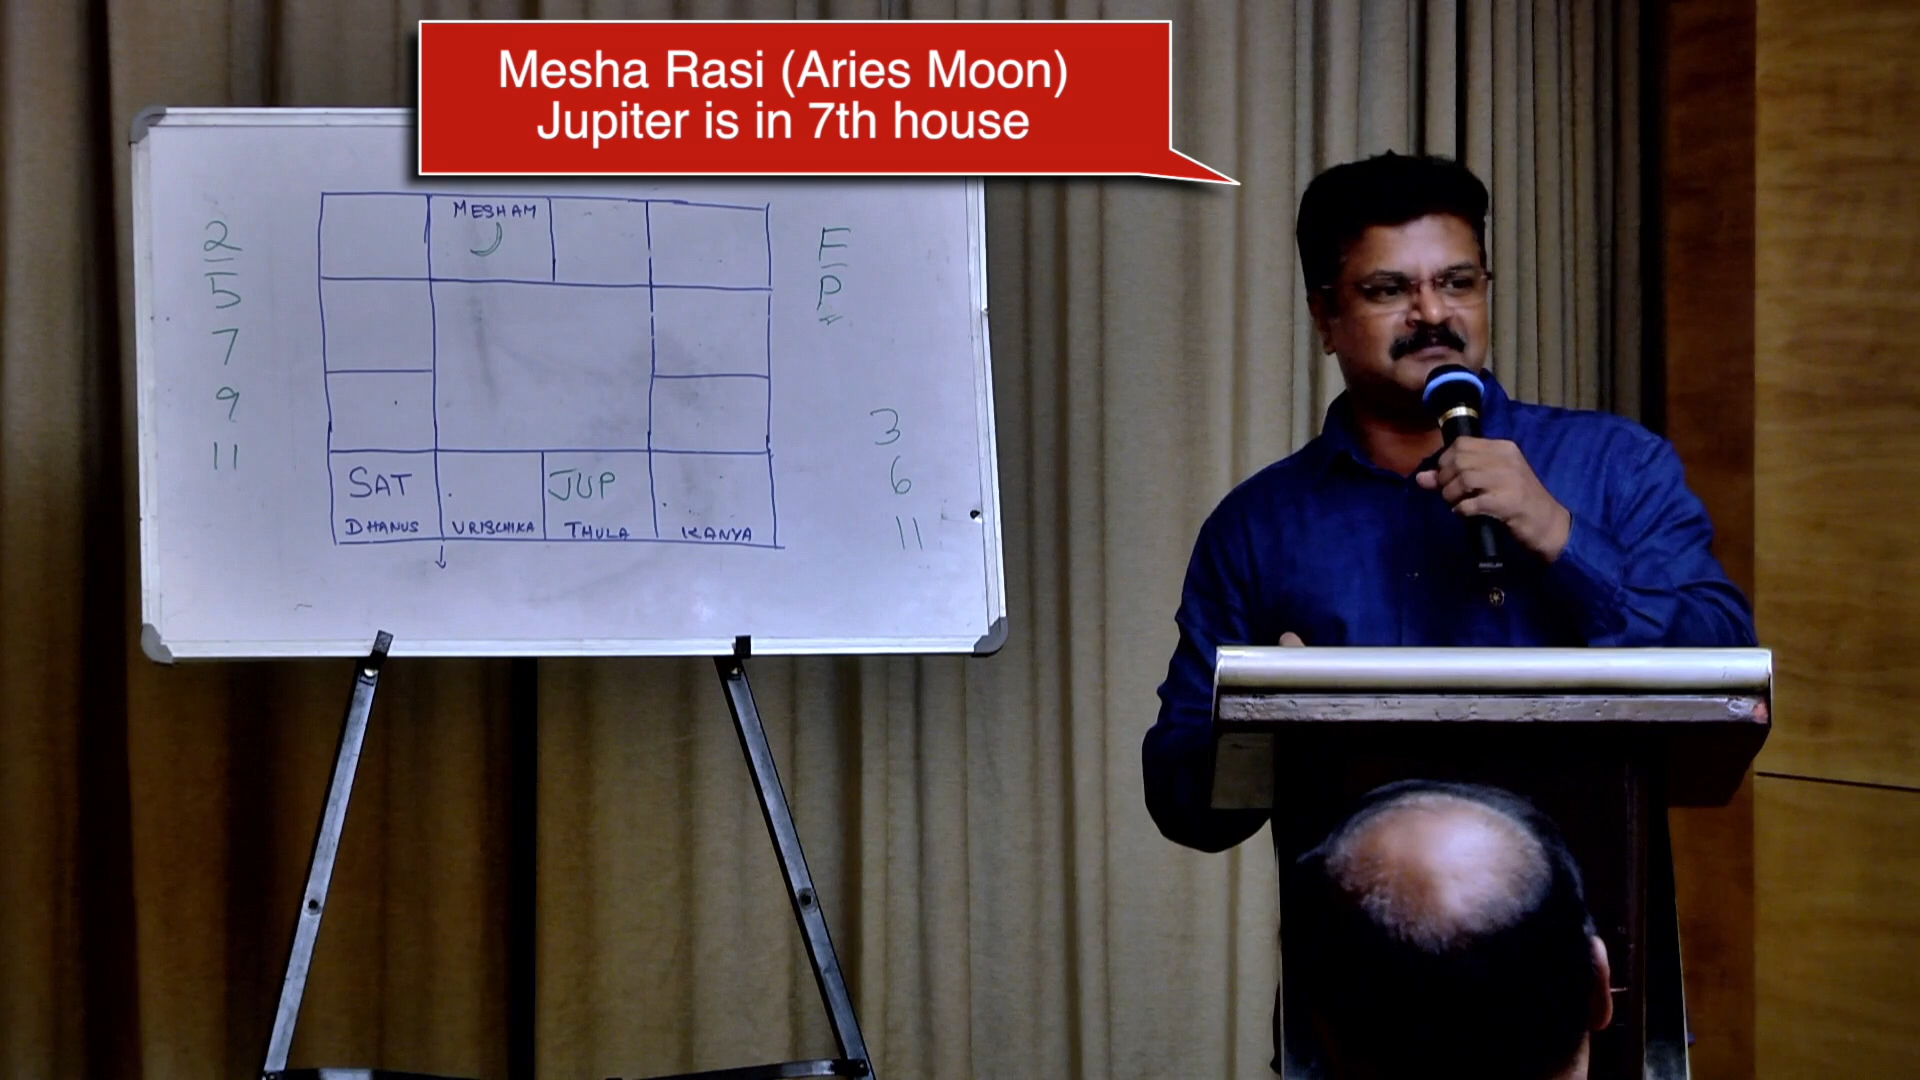 Mesha Rasi (Aries Moon)
Jupiter is in 7th house
MESHAM
2
5
7
9
11
F
P
3
6
11
SAT
JUP
DHANUS
VRISCHIKA
THULA
KANYA